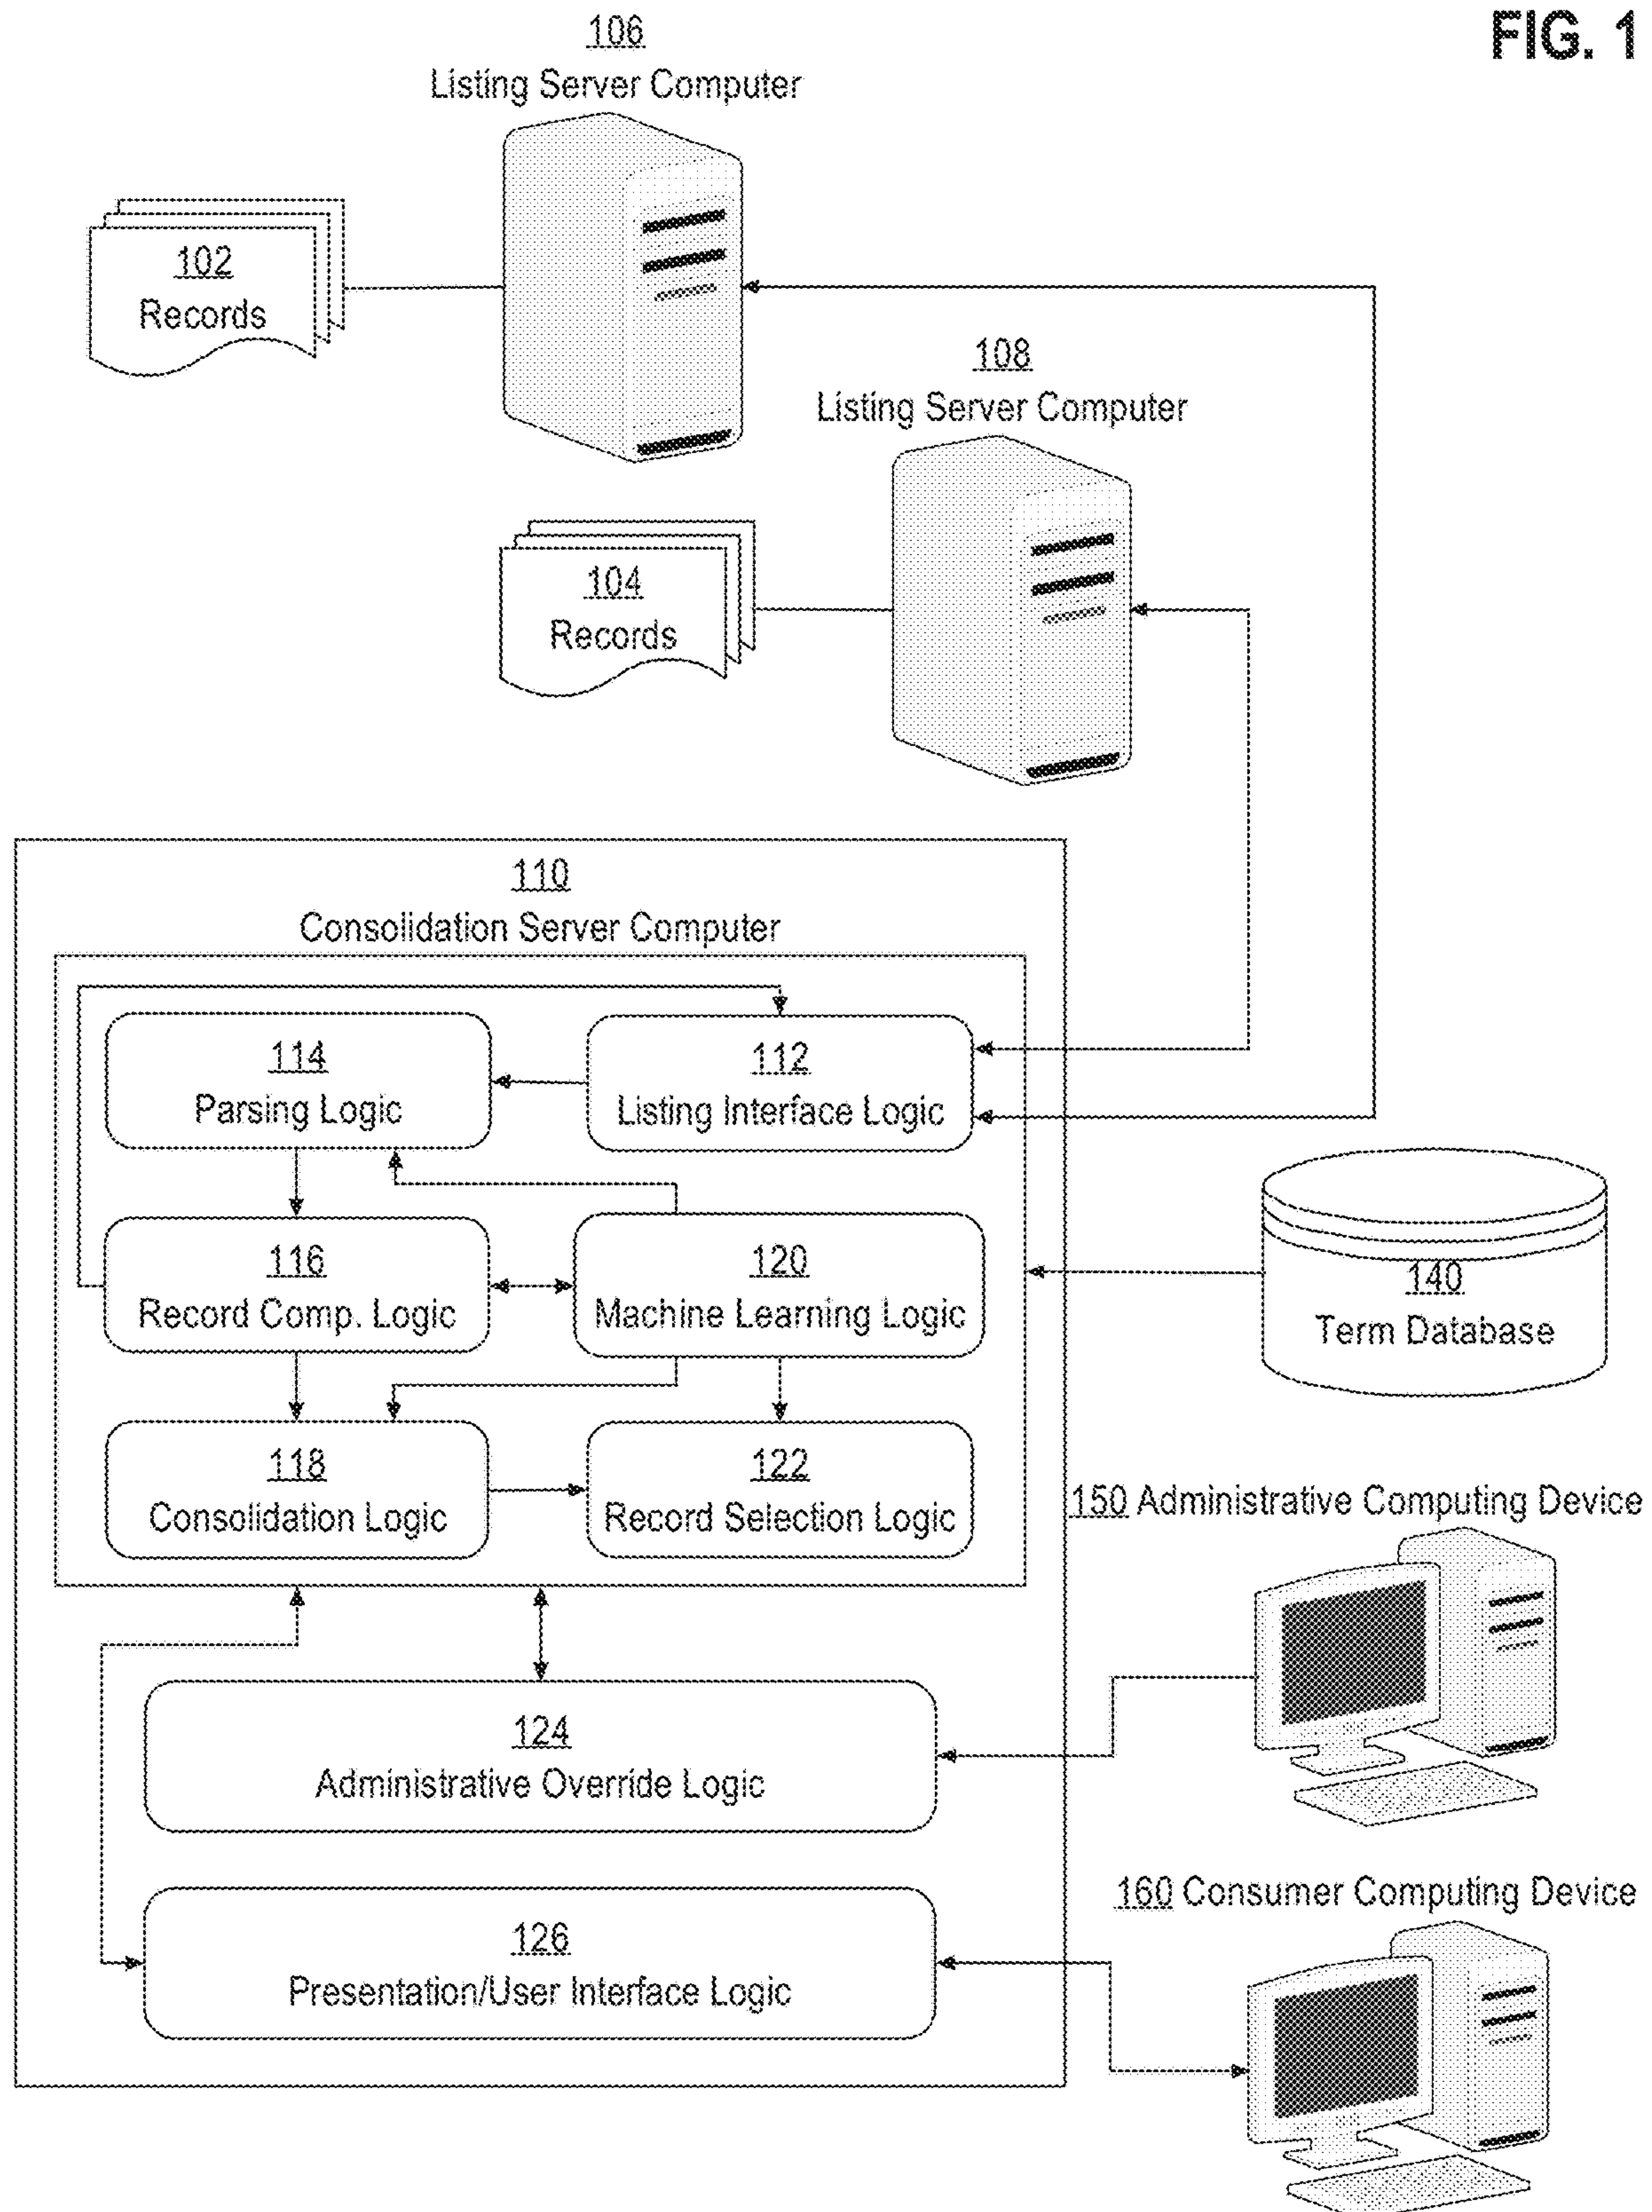 FIG. 1
106
Listing Server Computer
102
Records
108
Listing Server Computer
104
Records
110
Consolidation Server Computer
114
Parsing Logic
112
Listing Interface Logic
116
Record Comp. Logic
120
Machine Learning Logic
140
Term Database
118
Consolidation Logic
122
Record Selection Logic
150 Administrative Computing Device
124
Administrative Override Logic
160 Consumer Computing Device
126
Presentation/User Interface Logic